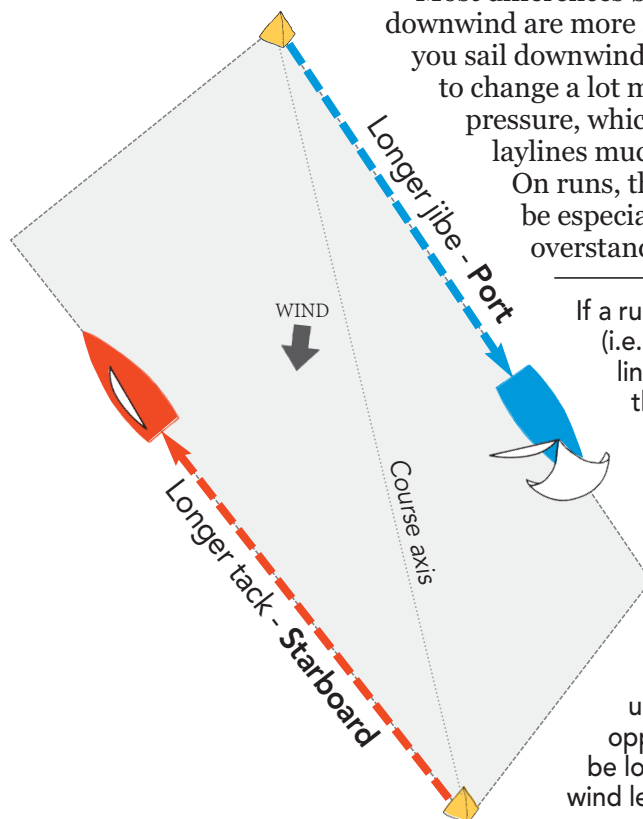 downwind are more
you sail downwind
to change a lot m
pressure, whic
laylines muc
On runs, th
be especia
overstand
Longer jibe - Port
WIND
If a ru
(i.e.
lin
th
Course axis
Longer tack - Starboard
u
opp
be lo
wind le